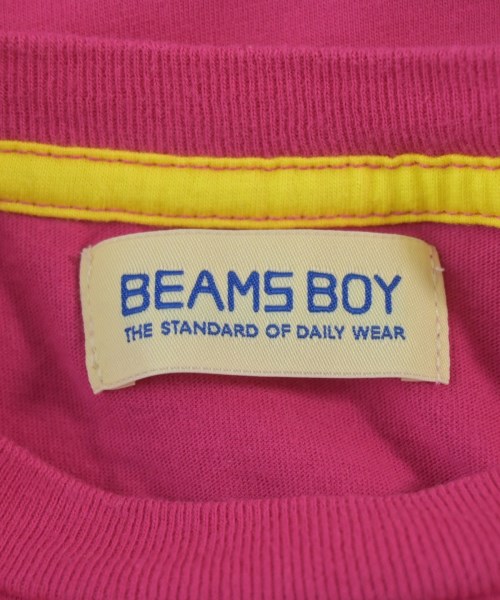 BEAMS BOY
THE STANDARD OF DAILY WEAR